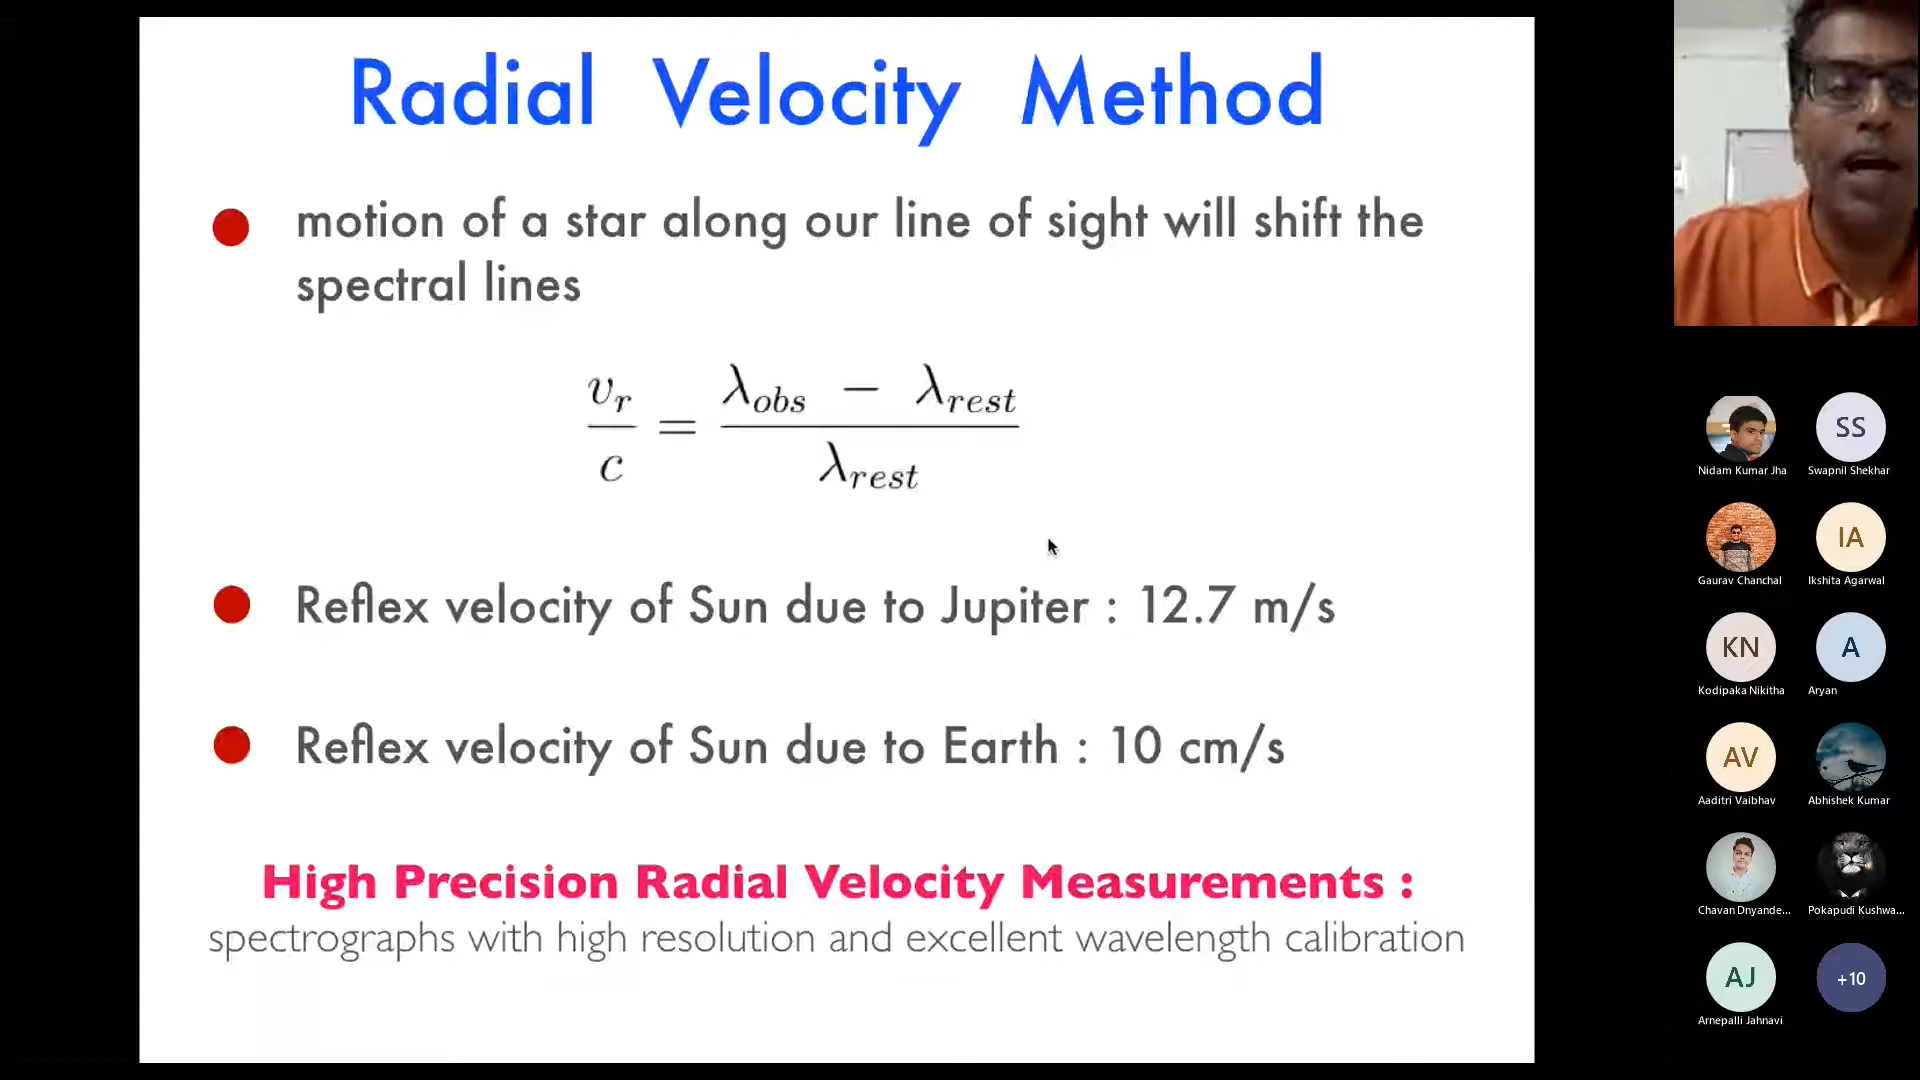 Radial Velocity Method
motion of a star along our line of sight will shift the
spectral lines
v_r / c = (λ_obs − λ_rest) / λ_rest
Reflex velocity of Sun due to Jupiter : 12.7 m/s
Reflex velocity of Sun due to Earth : 10 cm/s
High Precision Radial Velocity Measurements :
spectrographs with high resolution and excellent wavelength calibration
Nidam Kumar Jha
SS
Swapnil Shekhar
Gaurav Chanchal
IA
Ikshita Agarwal
KN
Kodipaka Nikitha
A
Aryan
AV
Aaditri Vaibhav
Abhishek Kumar
Chavan Dnyande...
Pokapudi Kushwa...
AJ
Arnepalli Jahnavi
+10